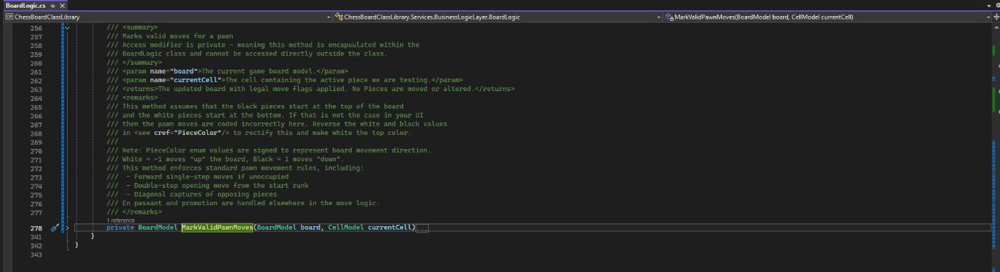 BoardLogic.cs
ChessBoardClassLibrary
ChessBoardClassLibrary.Services.BusinessLogicLayer.BoardLogic
MarkValidPawnMoves(BoardModel board, CellModel currentCell)
256 /// <summary>
257 /// Marks valid moves for a pawn
258 /// Access modifier is private - meaning this method is encapsulated within the
259 /// BoardLogic class and cannot be accessed directly outside the class.
260 /// </summary>
261 /// <param name="board">The current game board model.</param>
262 /// <param name="currentCell">The cell containing the active piece we are testing.</param>
263 /// <returns>The updated board with legal move flags applied. No Pieces are moved or altered.</returns>
264 /// <remarks>
265 /// This method assumes that the black pieces start at the top of the board
266 /// and the white pieces start at the bottom. If that is not the case in your UI
267 /// then the pawn moves are coded incorrectly here. Reverse the white and black values
268 /// in <see cref="PieceColor"/> to rectify this and make white the top color.
269 ///
270 /// Note: PieceColor enum values are signed to represent board movement direction.
271 /// White = -1 moves "up" the board, Black = 1 moves "down".
272 /// This method enforces standard pawn movement rules, including:
273 /// - Forward single-step moves if unoccupied
274 /// - Double-step opening move from the start rank
275 /// - Diagonal captures of opposing pieces
276 /// En passant and promotion are handled elsewhere in the move logic.
277 /// </remarks>
1 reference
278 private BoardModel MarkValidPawnMoves(BoardModel board, CellModel currentCell)...
341 }
342 }
343